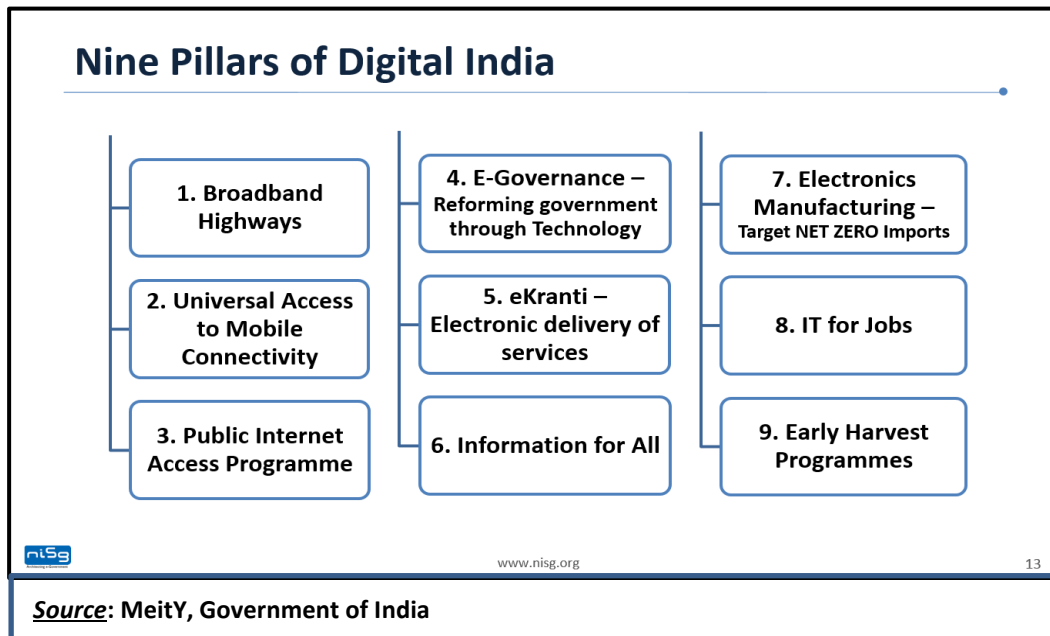 Nine Pillars of Digital India
1. Broadband
Highways
2. Universal Access
to Mobile
Connectivity
3. Public Internet
Access Programme
4. E-Governance –
Reforming government
through Technology
5. eKranti –
Electronic delivery of
services
6. Information for All
7. Electronics
Manufacturing –
Target NET ZERO Imports
8. IT for Jobs
9. Early Harvest
Programmes
nisg
www.nisg.org
13
Source: MeitY, Government of India